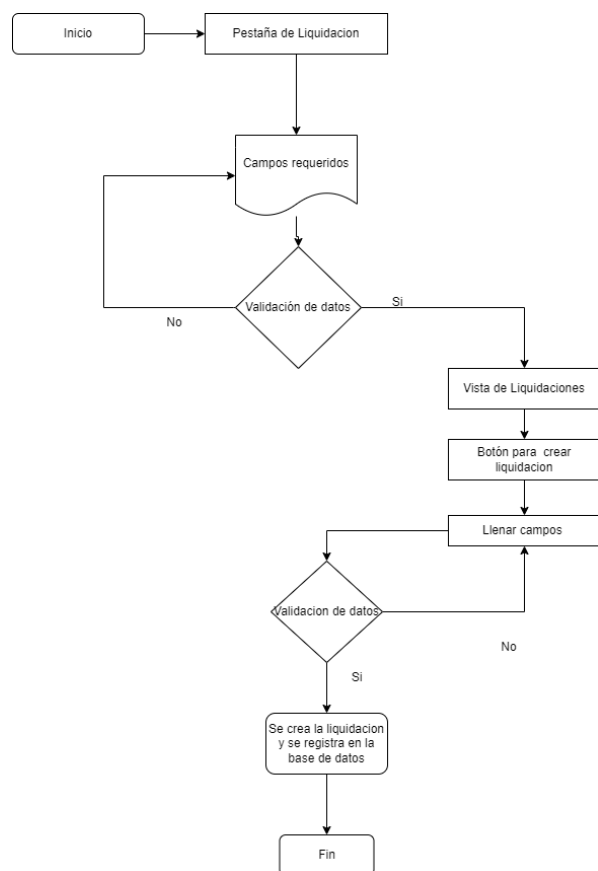 Inicio
Pestaña de Liquidacion
Campos requeridos
Validación de datos
Si
No
Vista de Liquidaciones
Botón para crear
liquidacion
Llenar campos
Validacion de datos
No
Si
Se crea la liquidacion
y se registra en la
base de datos
Fin